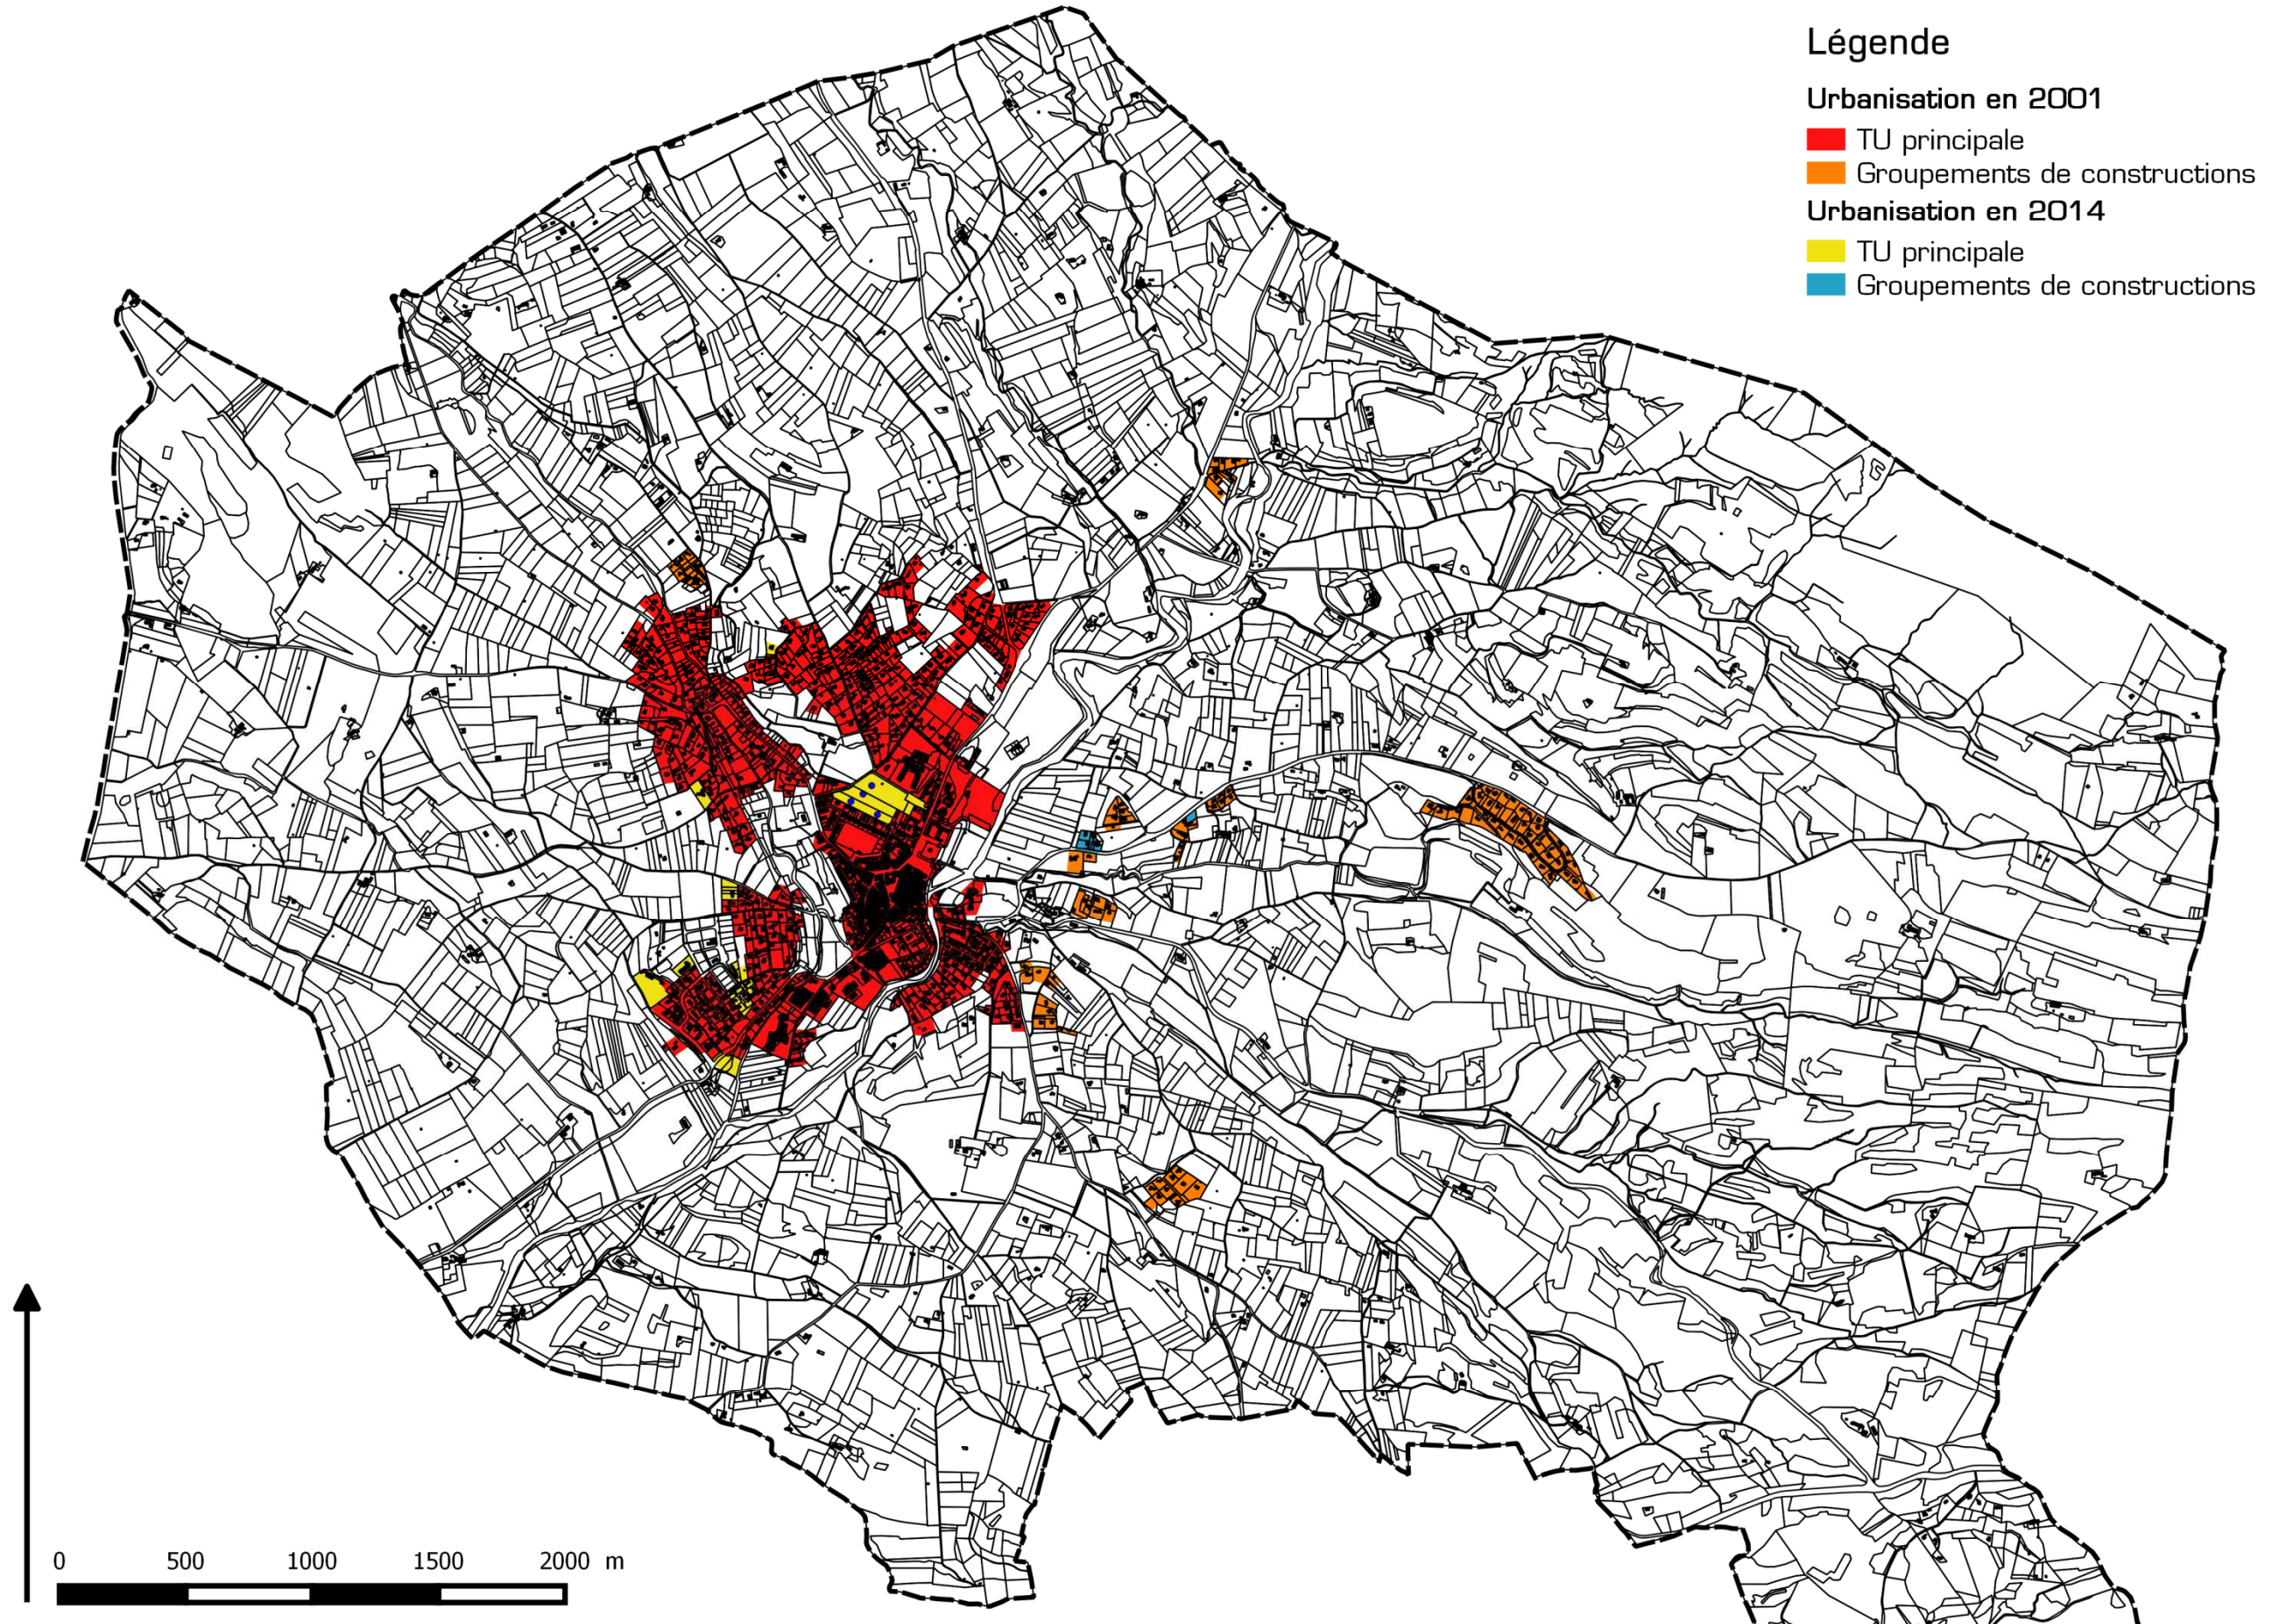 Légende
Urbanisation en 2001
TU principale
Groupements de constructions
Urbanisation en 2014
TU principale
Groupements de constructions
0 500 1000 1500 2000 m